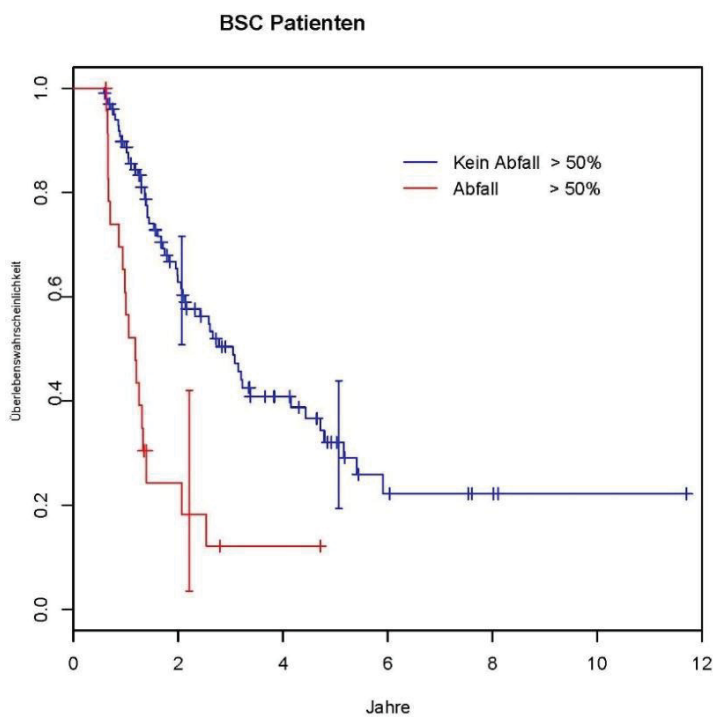 BSC Patienten
Überlebenswahrscheinlichkeit
1.0
0.8
0.6
0.4
0.2
0.0
Kein Abfall > 50%
Abfall > 50%
0 2 4 6 8 10 12
Jahre